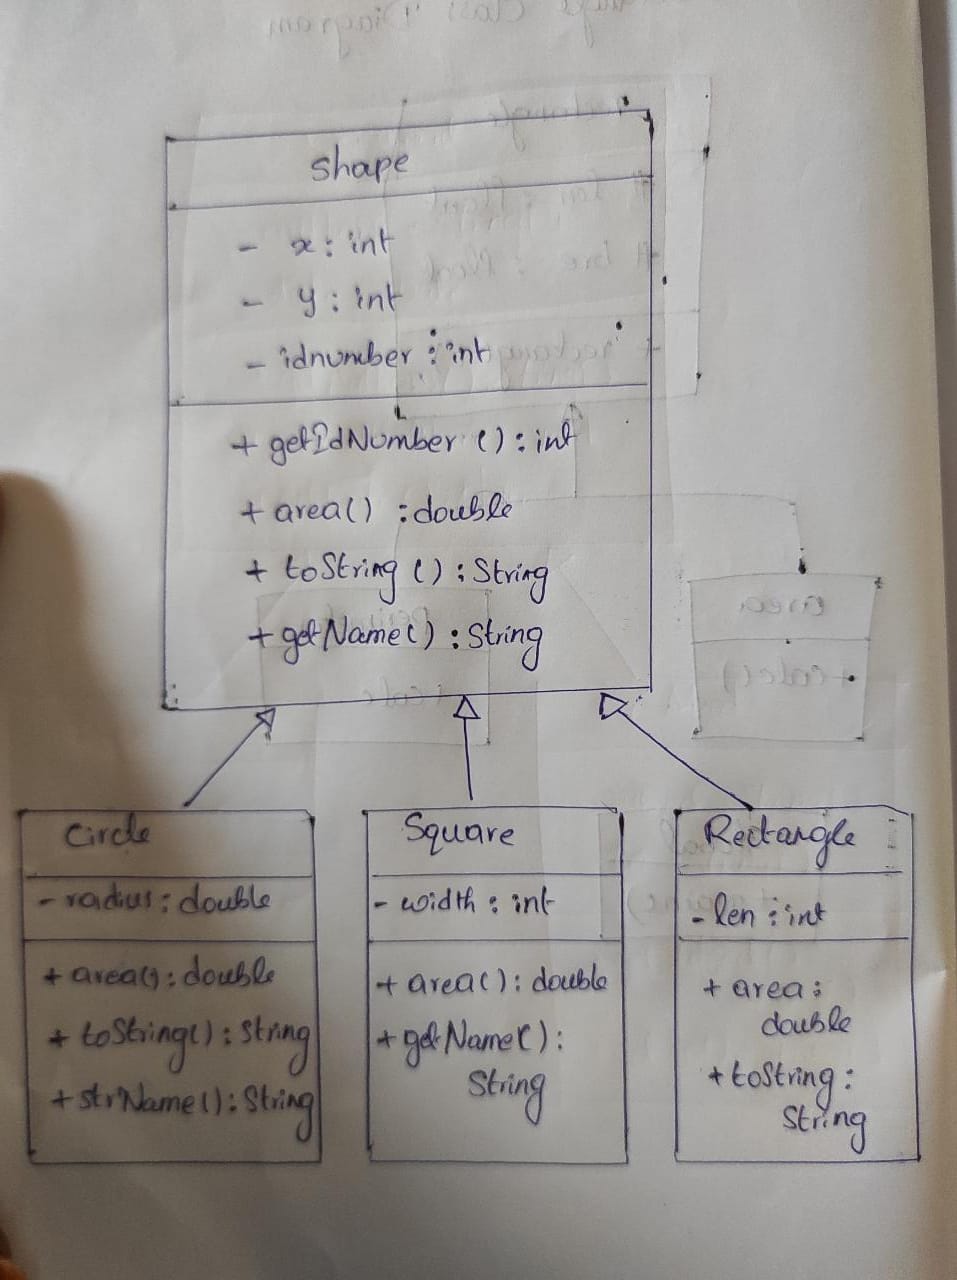 Shape
- x : int
- y : int
- idnumber : int
+ getIdNumber () : int
+ area() : double
+ toString () : String
+ getName() : String
Circle
- radius : double
+ area() : double
+ toString() : String
+ strName() : String
Square
- width : int
+ area() : double
+ getName() :
String
Rectangle
- len : int
+ area :
double
+ toString :
String